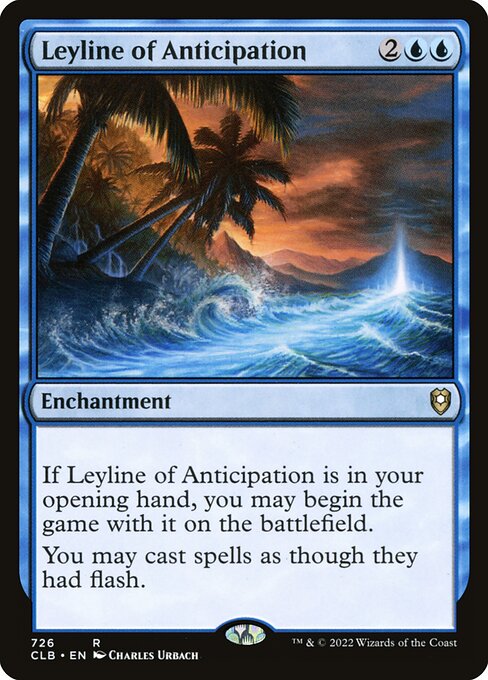 Leyline of Anticipation 2
Enchantment
If Leyline of Anticipation is in your
opening hand, you may begin the
game with it on the battlefield.
You may cast spells as though they
had flash.
726 R
CLB • EN Charles Urbach
™ & © 2022 Wizards of the Coast